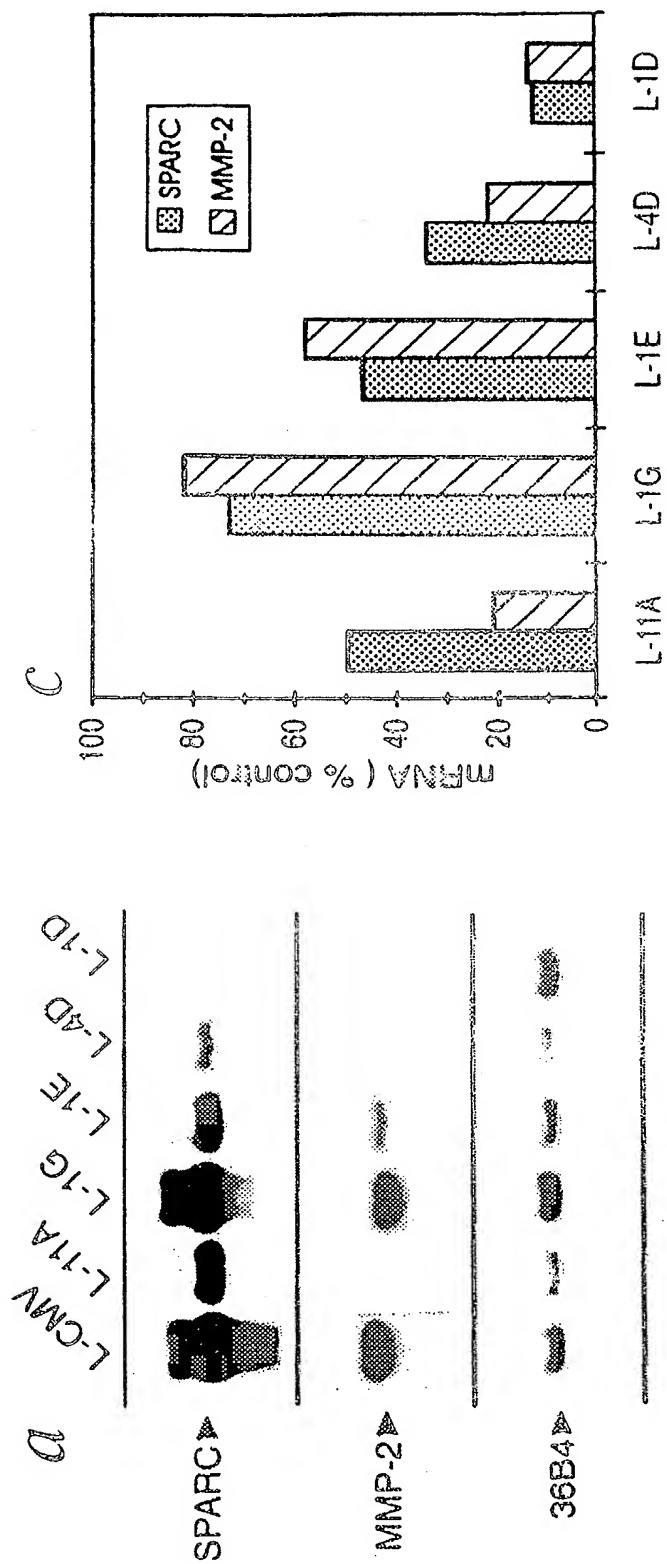 a
L-CMV L-11A L-1G L-1E L-4D L-1D
SPARC
MMP-2
36B4
c
mRNA (% control)
100
80
60
40
20
0
SPARC
MMP-2
L-11A L-1G L-1E L-4D L-1D